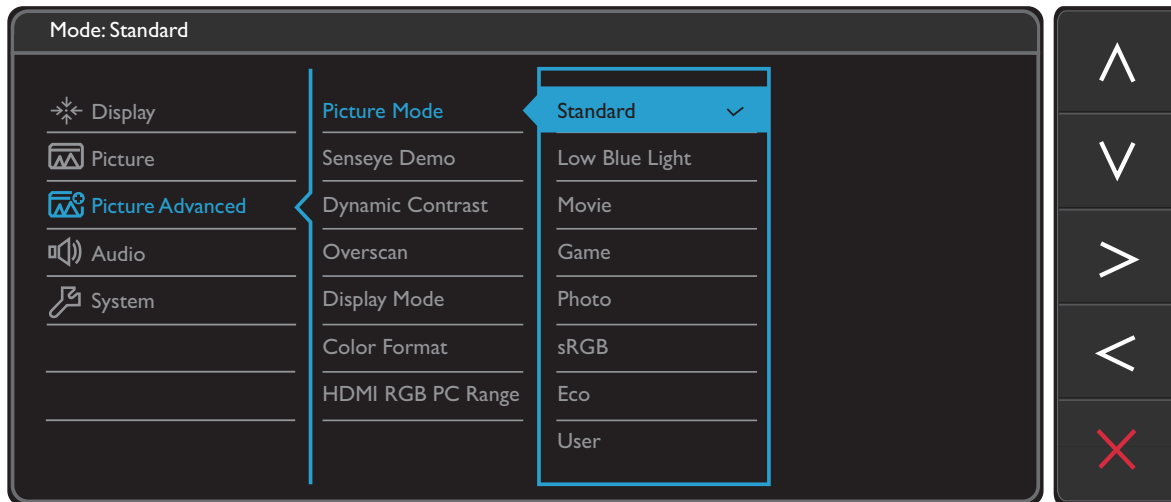 Mode: Standard
Display
Picture
Picture Advanced
Audio
System
Picture Mode
Senseye Demo
Dynamic Contrast
Overscan
Display Mode
Color Format
HDMI RGB PC Range
Standard
Low Blue Light
Movie
Game
Photo
sRGB
Eco
User